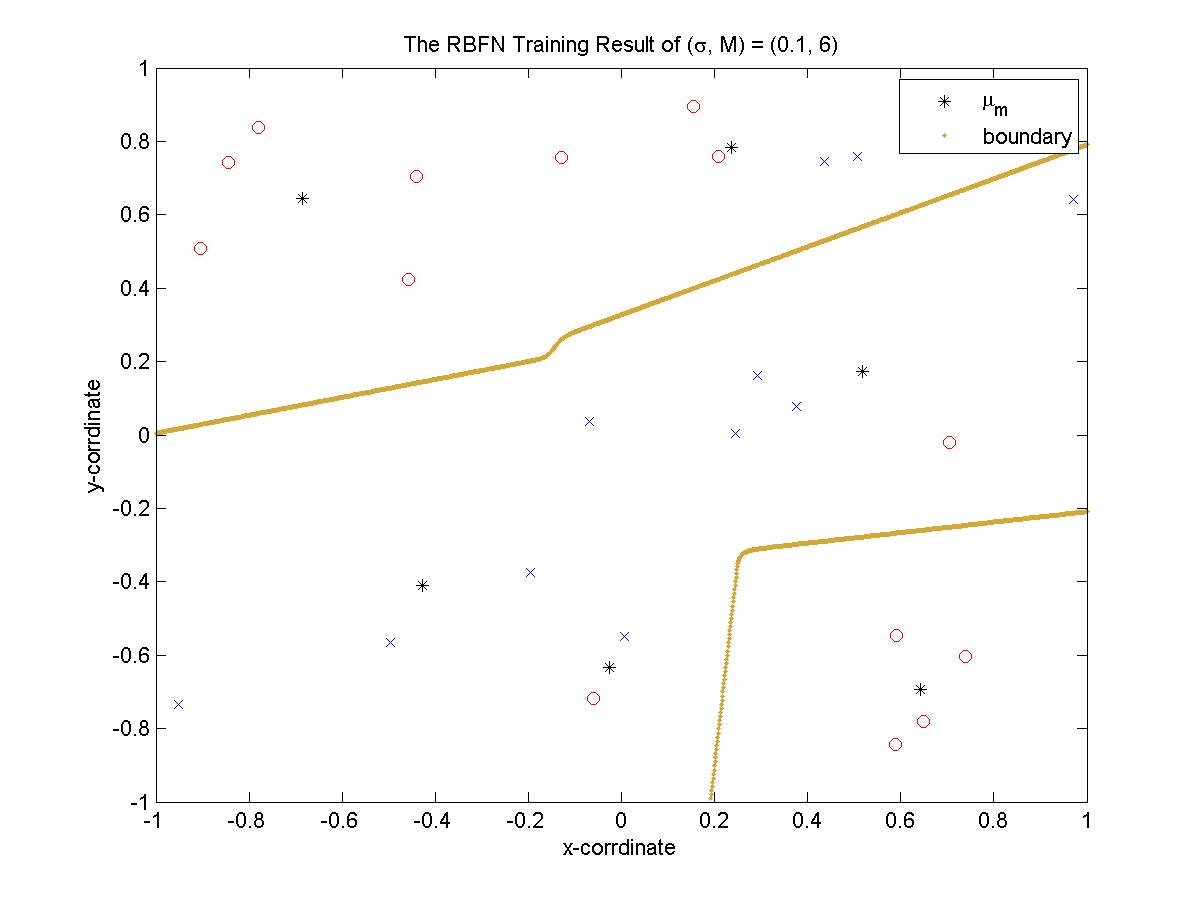 The RBFN Training Result of (σ, M) = (0.1, 6)
μm
boundary
1
0.8
0.6
0.4
0.2
0
-0.2
-0.4
-0.6
-0.8
-1
y-corrdinate
-1 -0.8 -0.6 -0.4 -0.2 0 0.2 0.4 0.6 0.8 1
x-corrdinate